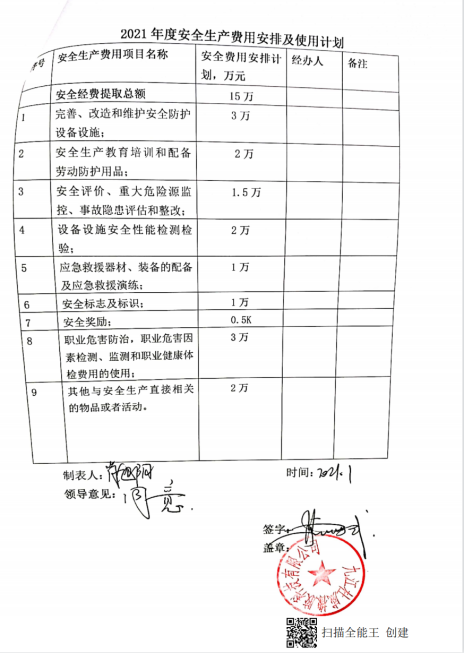 2021 年度安全生产费用安排及使用计划
序号 安全生产费用项目名称 安全费用安排计 经办人 备注
划，万元
安全经费提取总额 15 万
1 完善、改造和维护安全防护 3 万
设备设施；
2 安全生产教育培训和配备 2 万
劳动防护用品；
3 安全评价、重大危险源监 1.5 万
控、事故隐患评估和整改；
4 设备设施安全性能检测检 2 万
验；
5 应急救援器材、装备的配备 1 万
及应急救援演练；
6 安全标志及标识； 1 万
7 安全奖励； 0.5K
8 职业危害防治，职业危害因 3 万
素检测、监测和职业健康体
检费用的使用；
9 其他与安全生产直接相关 2 万
的物品或者活动。
制表人： 时间：2021.1
领导意见：同意.
签字：
盖章：
有限公司
扫描全能王 创建